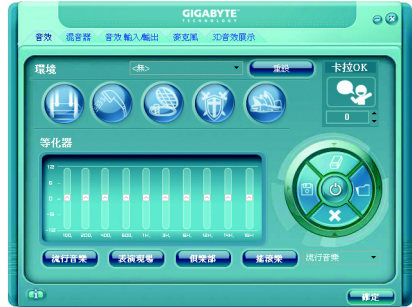 GIGABYTE
TECHNOLOGY
音效 混音器 音效輸入/輸出 麥克風 3D音效展示
環境 <無> 重設 卡拉OK
0
等化器
12
流行音樂 表演現場 俱樂部 搖滾樂 流行音樂
確定